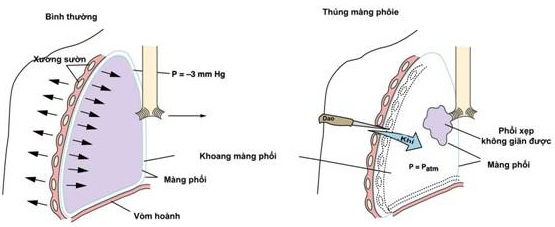 Bình thường
Xương sườn
P = –3 mm Hg
Khoang màng phổi
Màng phổi
Vòm hoành
Thủng màng phôie
Dao
Khí
P = Patm
Phổi xẹp
không giãn được
Màng phổi